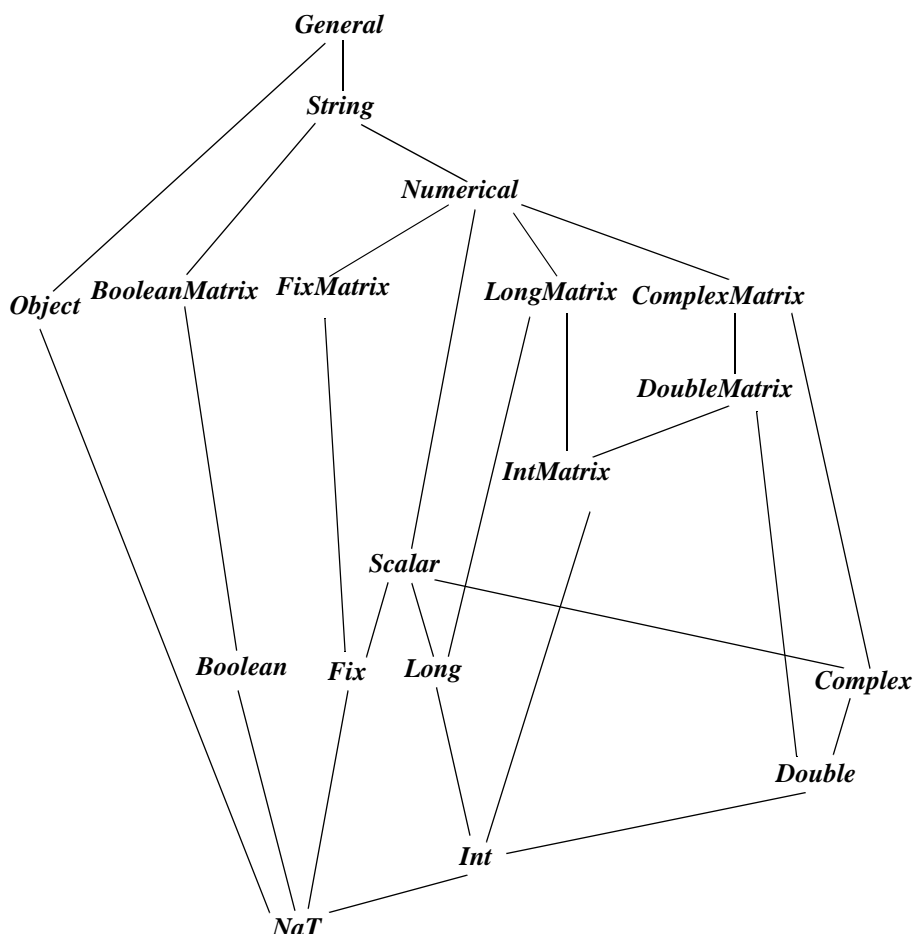 General
String
Numerical
Object
BooleanMatrix
FixMatrix
LongMatrix
ComplexMatrix
DoubleMatrix
IntMatrix
Scalar
Boolean
Fix
Long
Complex
Double
Int
NaT